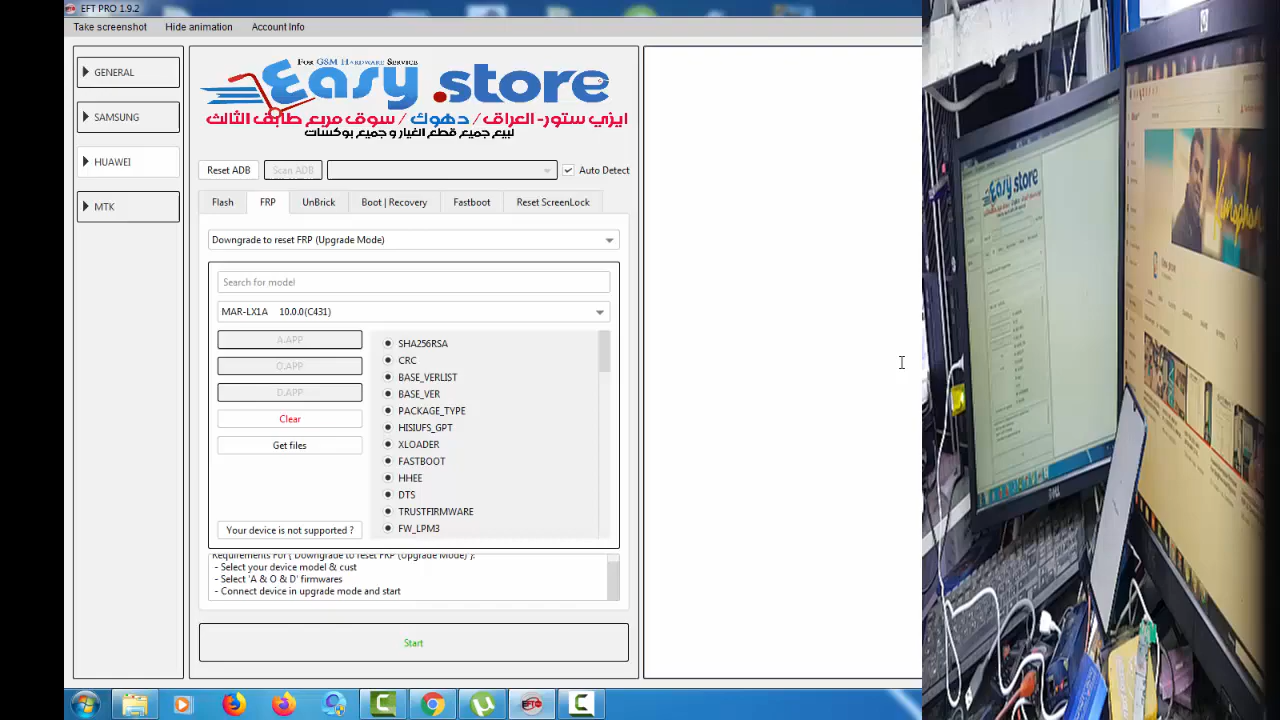 EFT PRO 1.9.2
Take screenshot Hide animation Account Info
GENERAL
SAMSUNG
HUAWEI
MTK
FOR GSM HARDWARE SERVICE
Easy.store
ايزي ستور- العراق / دهوك / سوق مربع طابق الثالث
لبيع جميع قطع الغيار و جميع بوكسات
Reset ADB Scan ADB Auto Detect
Flash FRP UnBrick Boot | Recovery Fastboot Reset ScreenLock
Downgrade to reset FRP (Upgrade Mode)
Search for model
MAR-LX1A 10.0.0(C431)
A.APP
O.APP
D.APP
Clear
Get files
Your device is not supported ?
SHA256RSA
CRC
BASE_VERLIST
BASE_VER
PACKAGE_TYPE
HISIUFS_GPT
XLOADER
FASTBOOT
HHEE
DTS
TRUSTFIRMWARE
FW_LPM3
Requirements For [ Downgrade to reset FRP (Upgrade Mode) ]:
- Select your device model & cust
- Select 'A & O & D' firmwares
- Connect device in upgrade mode and start
Start
Easy store
DELL